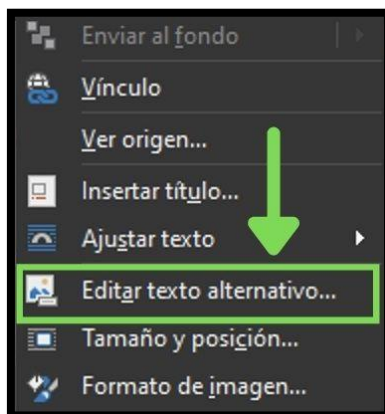 Enviar al fondo
Vínculo
Ver origen...
Insertar título...
Ajustar texto
Editar texto alternativo...
Tamaño y posición...
Formato de imagen...